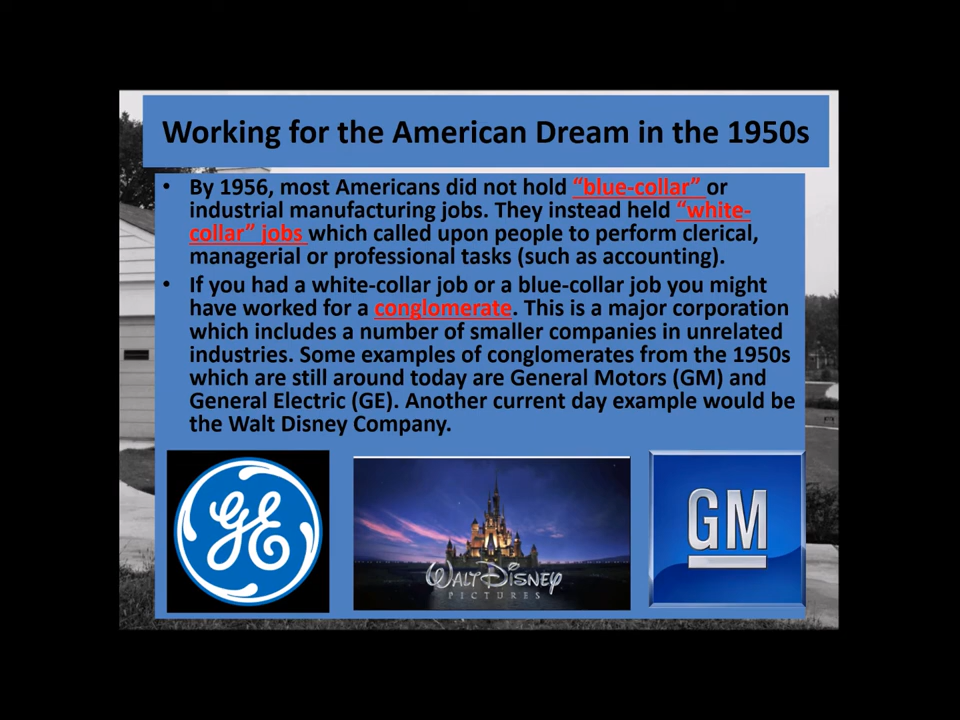 Working for the American Dream in the 1950s
• By 1956, most Americans did not hold “blue-collar” or
industrial manufacturing jobs. They instead held “white-
collar” jobs which called upon people to perform clerical,
managerial or professional tasks (such as accounting).
• If you had a white-collar job or a blue-collar job you might
have worked for a conglomerate. This is a major corporation
which includes a number of smaller companies in unrelated
industries. Some examples of conglomerates from the 1950s
which are still around today are General Motors (GM) and
General Electric (GE). Another current day example would be
the Walt Disney Company.
GE
WALT DISNEY
PICTURES
GM